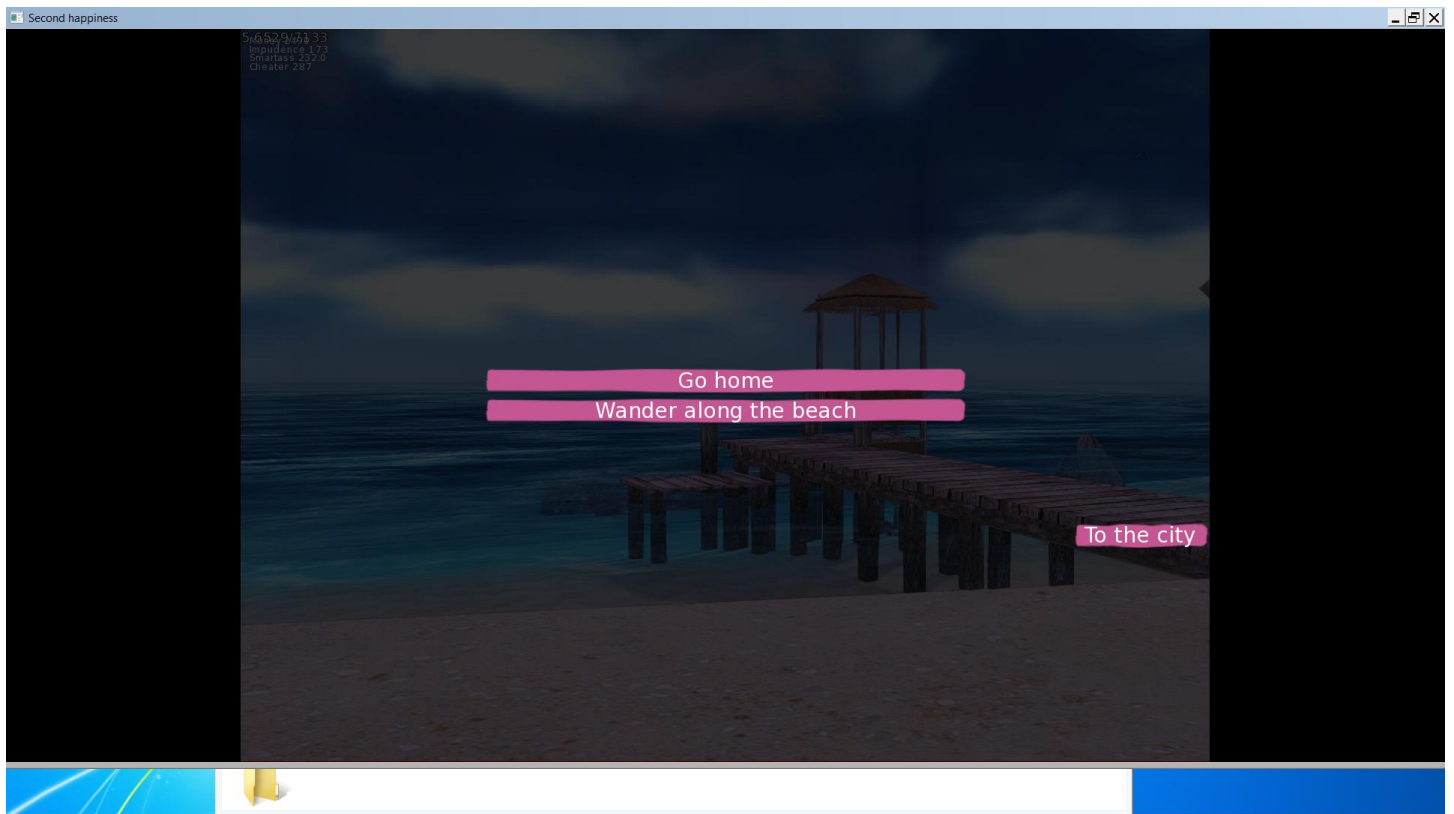 Second happiness
Impudence 173
Smartass 232.0
Cheater 287
Go home
Wander along the beach
To the city